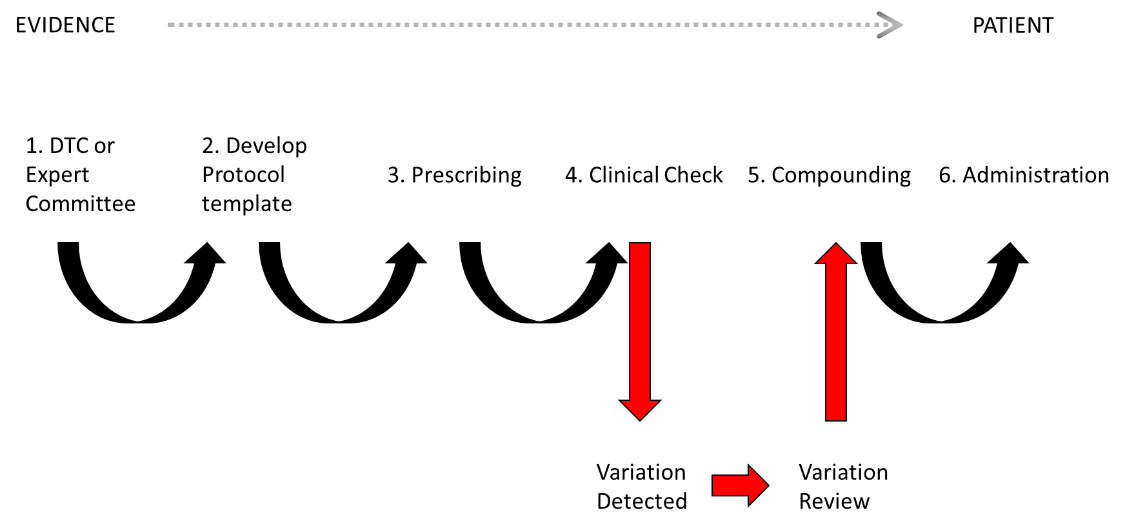 EVIDENCE
PATIENT
1. DTC or
Expert
Committee
2. Develop
Protocol
template
3. Prescribing
4. Clinical Check
5. Compounding
6. Administration
Variation
Detected
Variation
Review